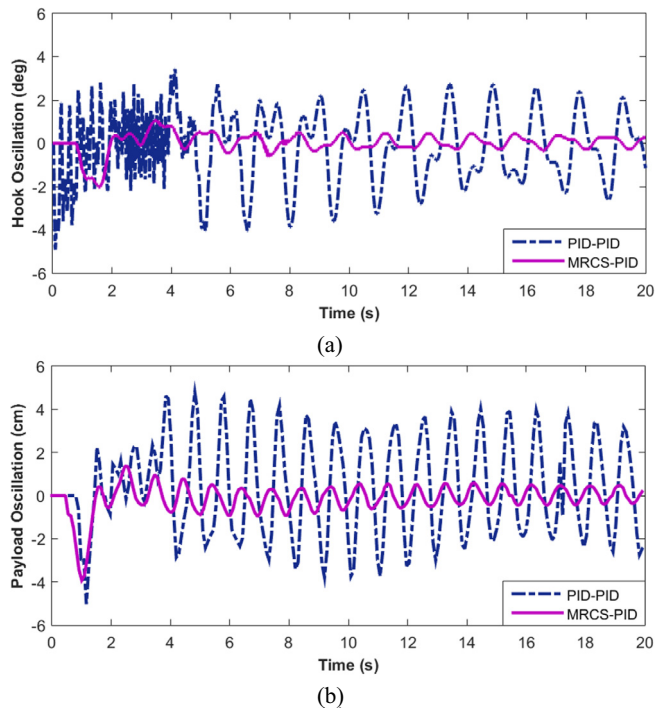 6
4
2
0
-2
-4
-6
Hook Oscillation (deg)
PID-PID
MRCS-PID
0 2 4 6 8 10 12 14 16 18 20
Time (s)
(a)
6
4
2
0
-2
-4
-6
Payload Oscillation (cm)
PID-PID
MRCS-PID
0 2 4 6 8 10 12 14 16 18 20
Time (s)
(b)